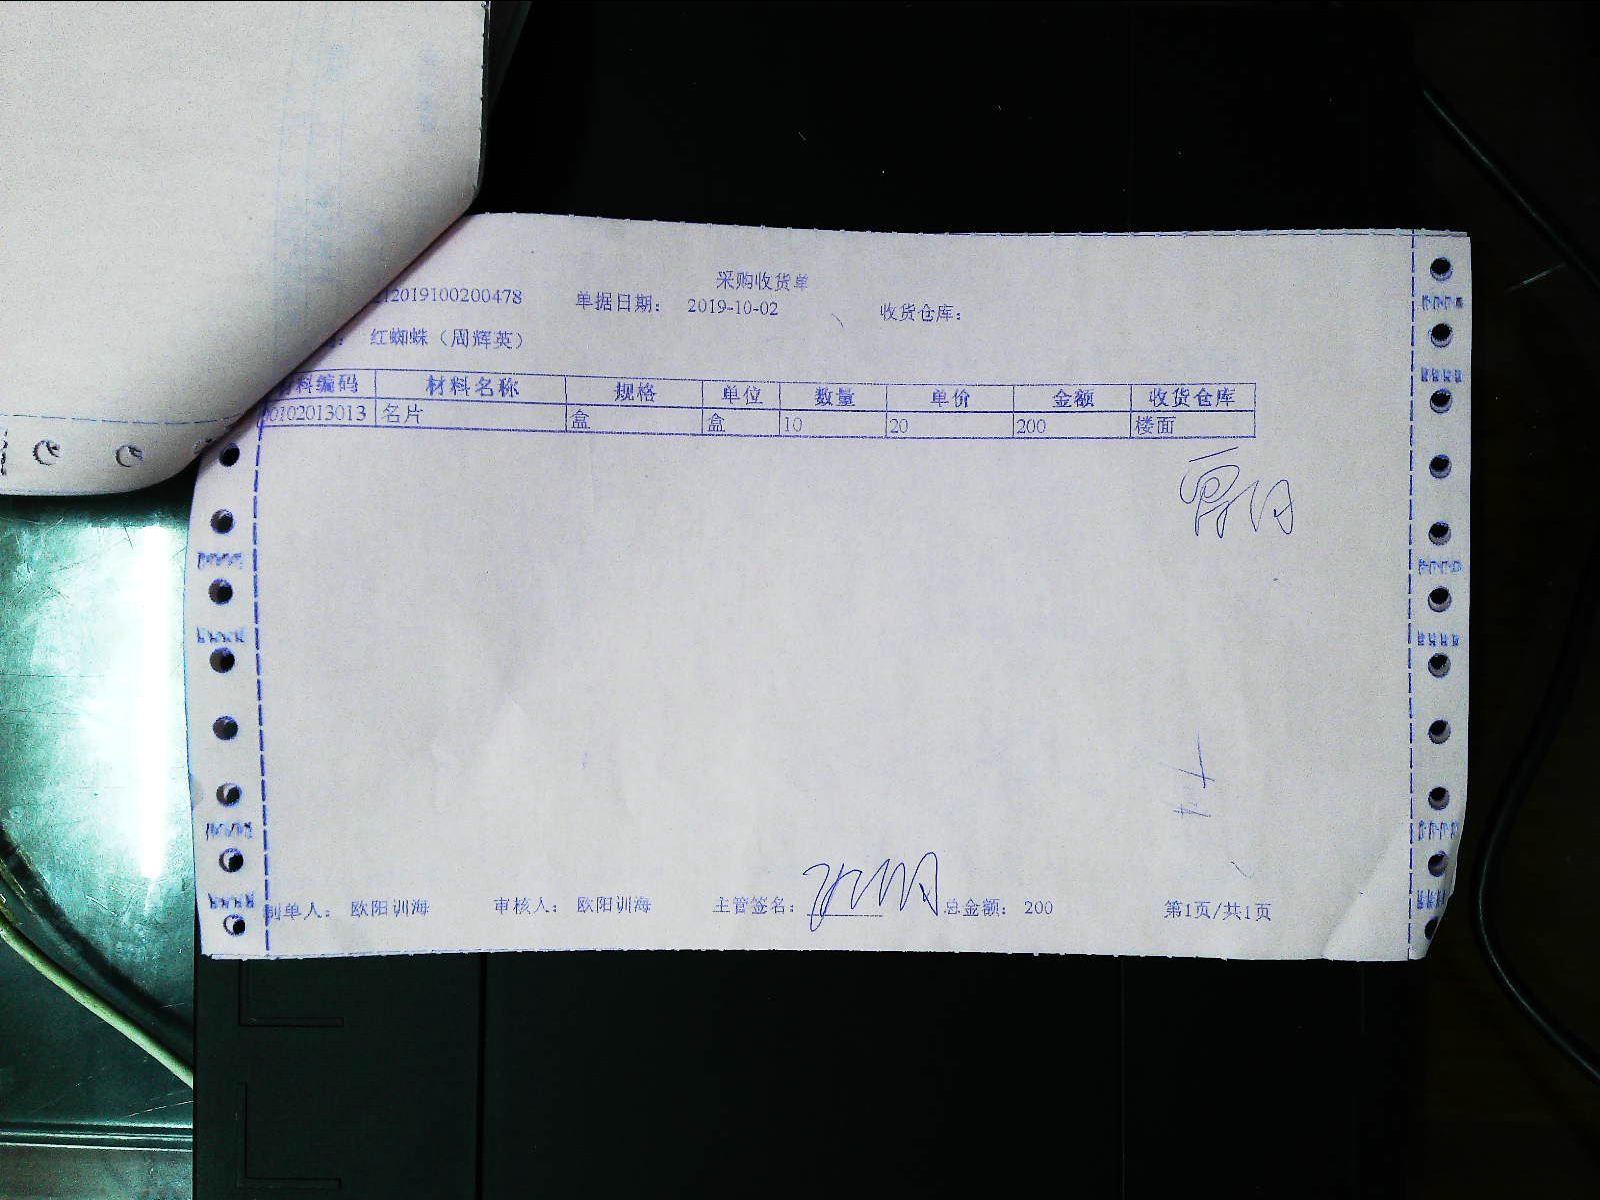 采购收货单
2019100200478 单据日期： 2019-10-02 收货仓库：
红蜘蛛（周辉英）
料编码 材料名称 规格 单位 数量 单价 金额 收货仓库
00102013013 名片 盒 盒 10 20 200 楼面
制单人： 欧阳训海 审核人： 欧阳训海 主管签名： 总金额： 200 第1页/共1页